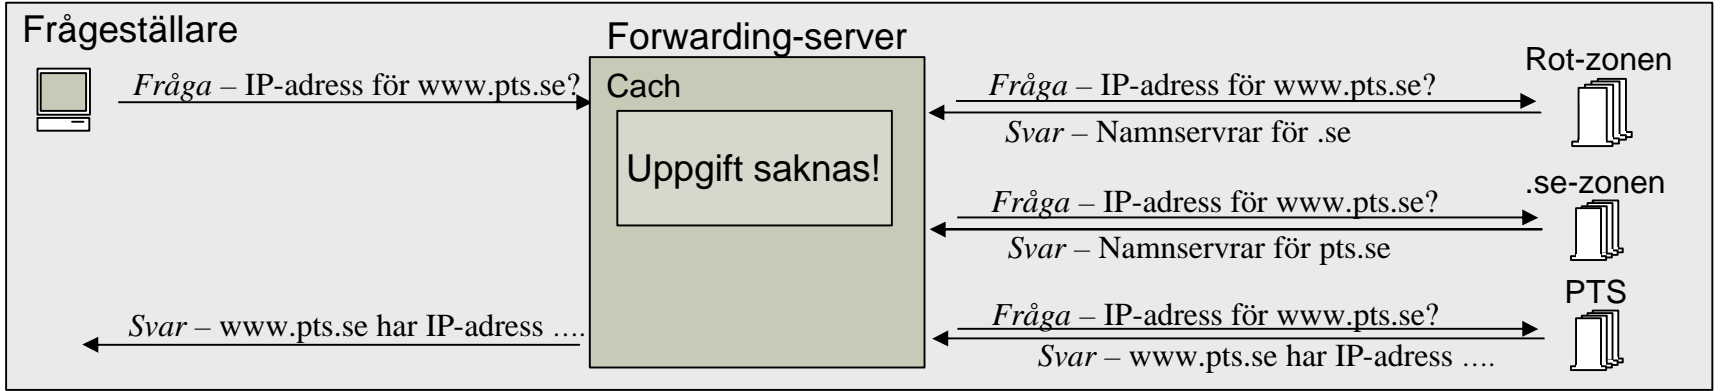 Frågeställare
Forwarding-server
Rot-zonen
Fråga – IP-adress för www.pts.se?
Cach
Fråga – IP-adress för www.pts.se?
Svar – Namnservrar för .se
Uppgift saknas!
.se-zonen
Fråga – IP-adress för www.pts.se?
Svar – Namnservrar för pts.se
PTS
Fråga – IP-adress för www.pts.se?
Svar – www.pts.se har IP-adress ….
Svar – www.pts.se har IP-adress ….